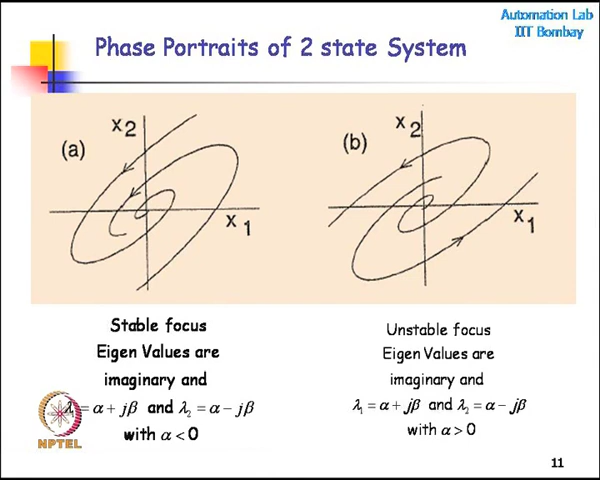 Automation Lab
IIT Bombay
Phase Portraits of 2 state System
(a)
x2
x1
(b)
x2
x1
Stable focus
Eigen Values are
imaginary and
λ₁ = α + jβ and λ₂ = α − jβ
with α < 0
Unstable focus
Eigen Values are
imaginary and
λ₁ = α + jβ and λ₂ = α − jβ
with α > 0
NPTEL
11